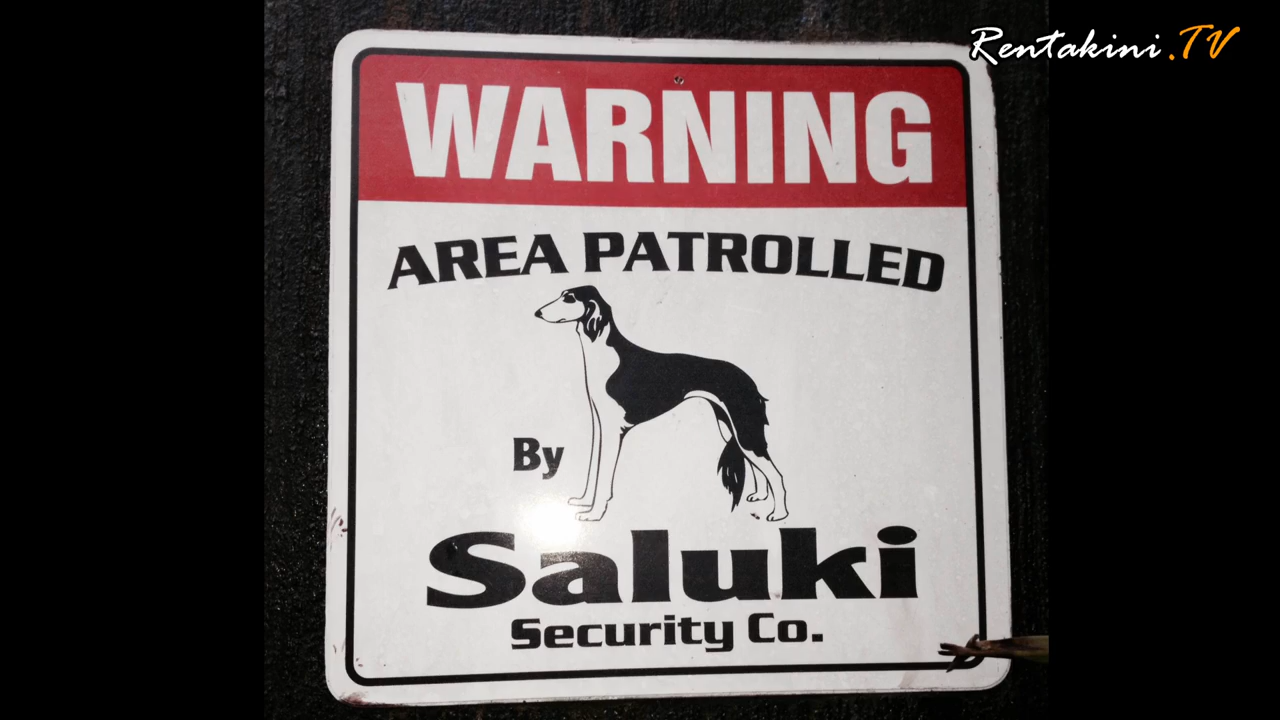 Rentakini.TV
WARNING
AREA PATROLLED
By
Saluki
Security Co.